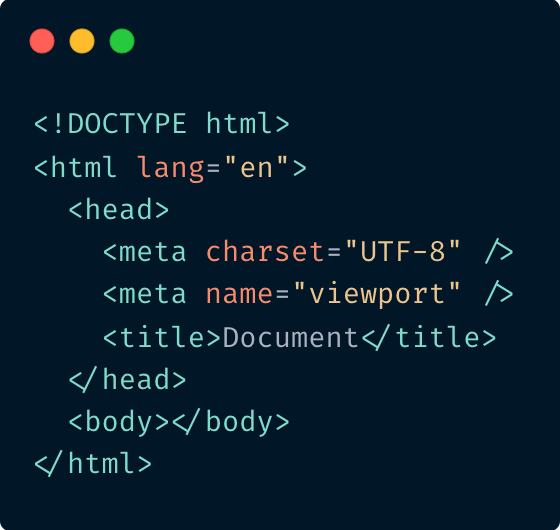 <!DOCTYPE html>
<html lang="en">
  <head>
    <meta charset="UTF-8" />
    <meta name="viewport" />
    <title>Document</title>
  </head>
  <body></body>
</html>